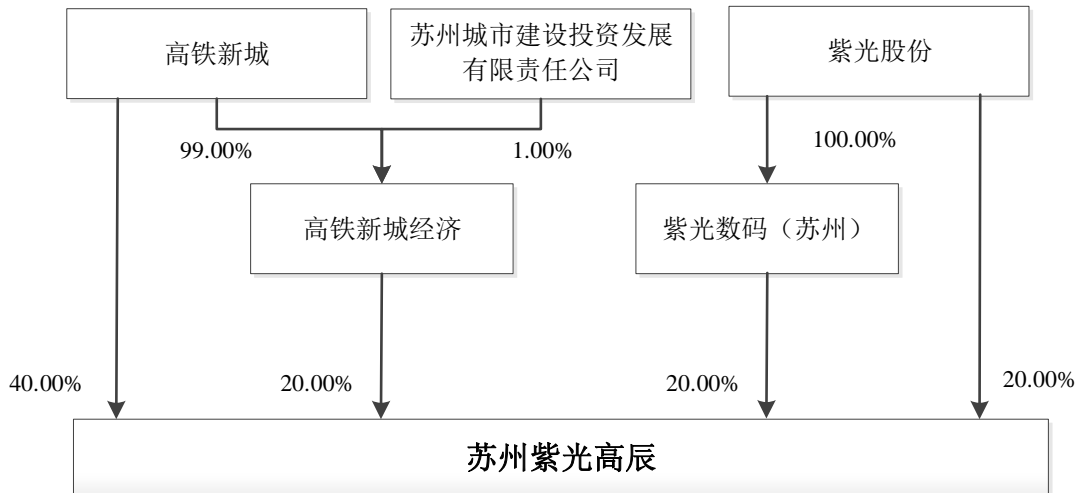 高铁新城
苏州城市建设投资发展
有限责任公司
紫光股份
99.00%
1.00%
100.00%
高铁新城经济
紫光数码（苏州）
40.00%
20.00%
20.00%
20.00%
苏州紫光高辰